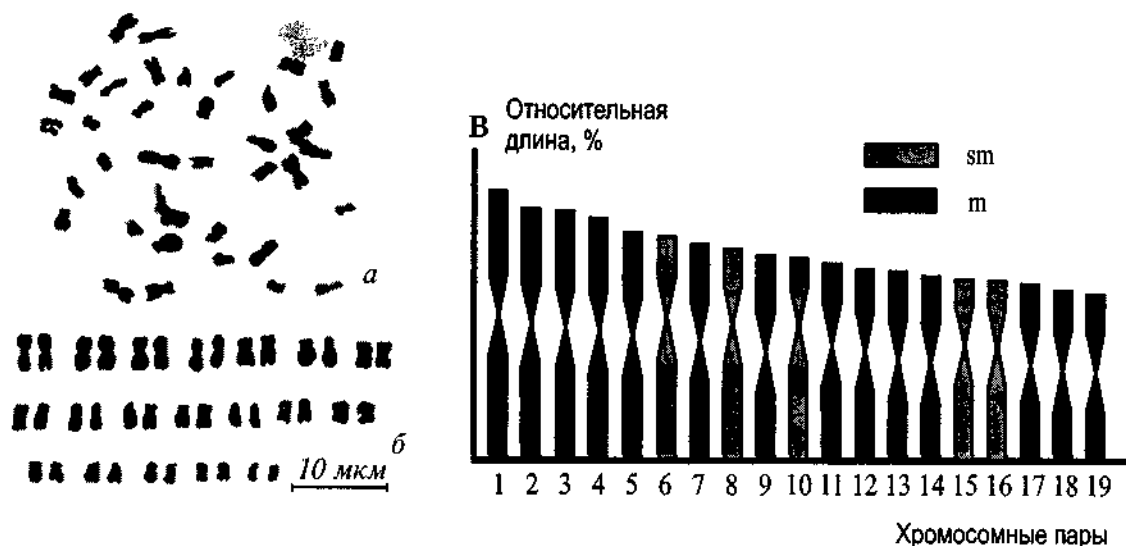 а
б
10 мкм
В
Относительная
длина, %
sm
m
1 2 3 4 5 6 7 8 9 10 11 12 13 14 15 16 17 18 19
Хромосомные пары